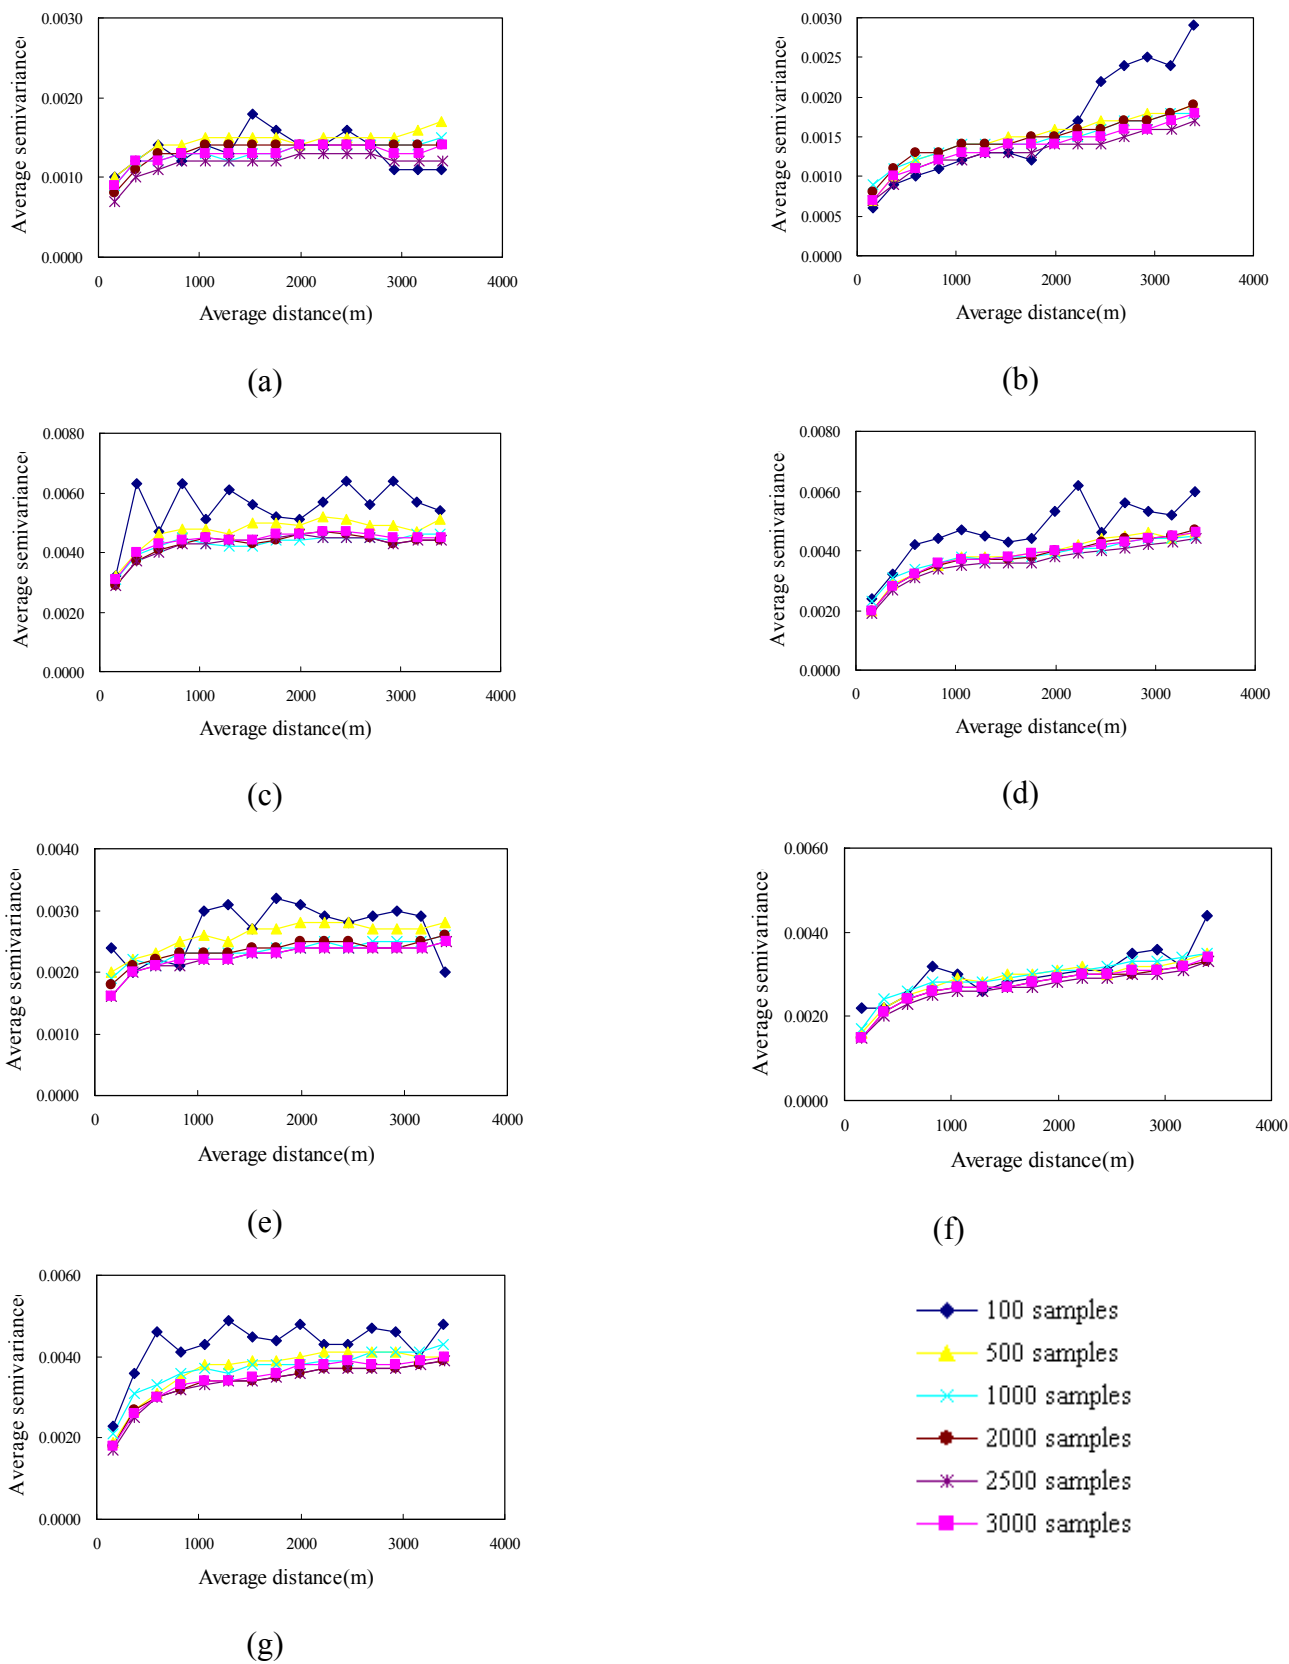 0.0030
0.0020
0.0010
0.0000
Average semivariance
0 1000 2000 3000 4000
Average distance(m)
(a)
0.0030
0.0025
0.0020
0.0015
0.0010
0.0005
0.0000
Average semivariance
0 1000 2000 3000 4000
Average distance(m)
(b)
0.0080
0.0060
0.0040
0.0020
0.0000
Average semivariance
0 1000 2000 3000 4000
Average distance(m)
(c)
0.0080
0.0060
0.0040
0.0020
0.0000
Average semivariance
0 1000 2000 3000 4000
Average distance(m)
(d)
0.0040
0.0030
0.0020
0.0010
0.0000
Average semivariance
0 1000 2000 3000 4000
Average distance(m)
(e)
0.0060
0.0040
0.0020
0.0000
Average semivariance
0 1000 2000 3000 4000
Average distance(m)
(f)
0.0060
0.0040
0.0020
0.0000
Average semivariance
0 1000 2000 3000 4000
Average distance(m)
(g)
100 samples
500 samples
1000 samples
2000 samples
2500 samples
3000 samples